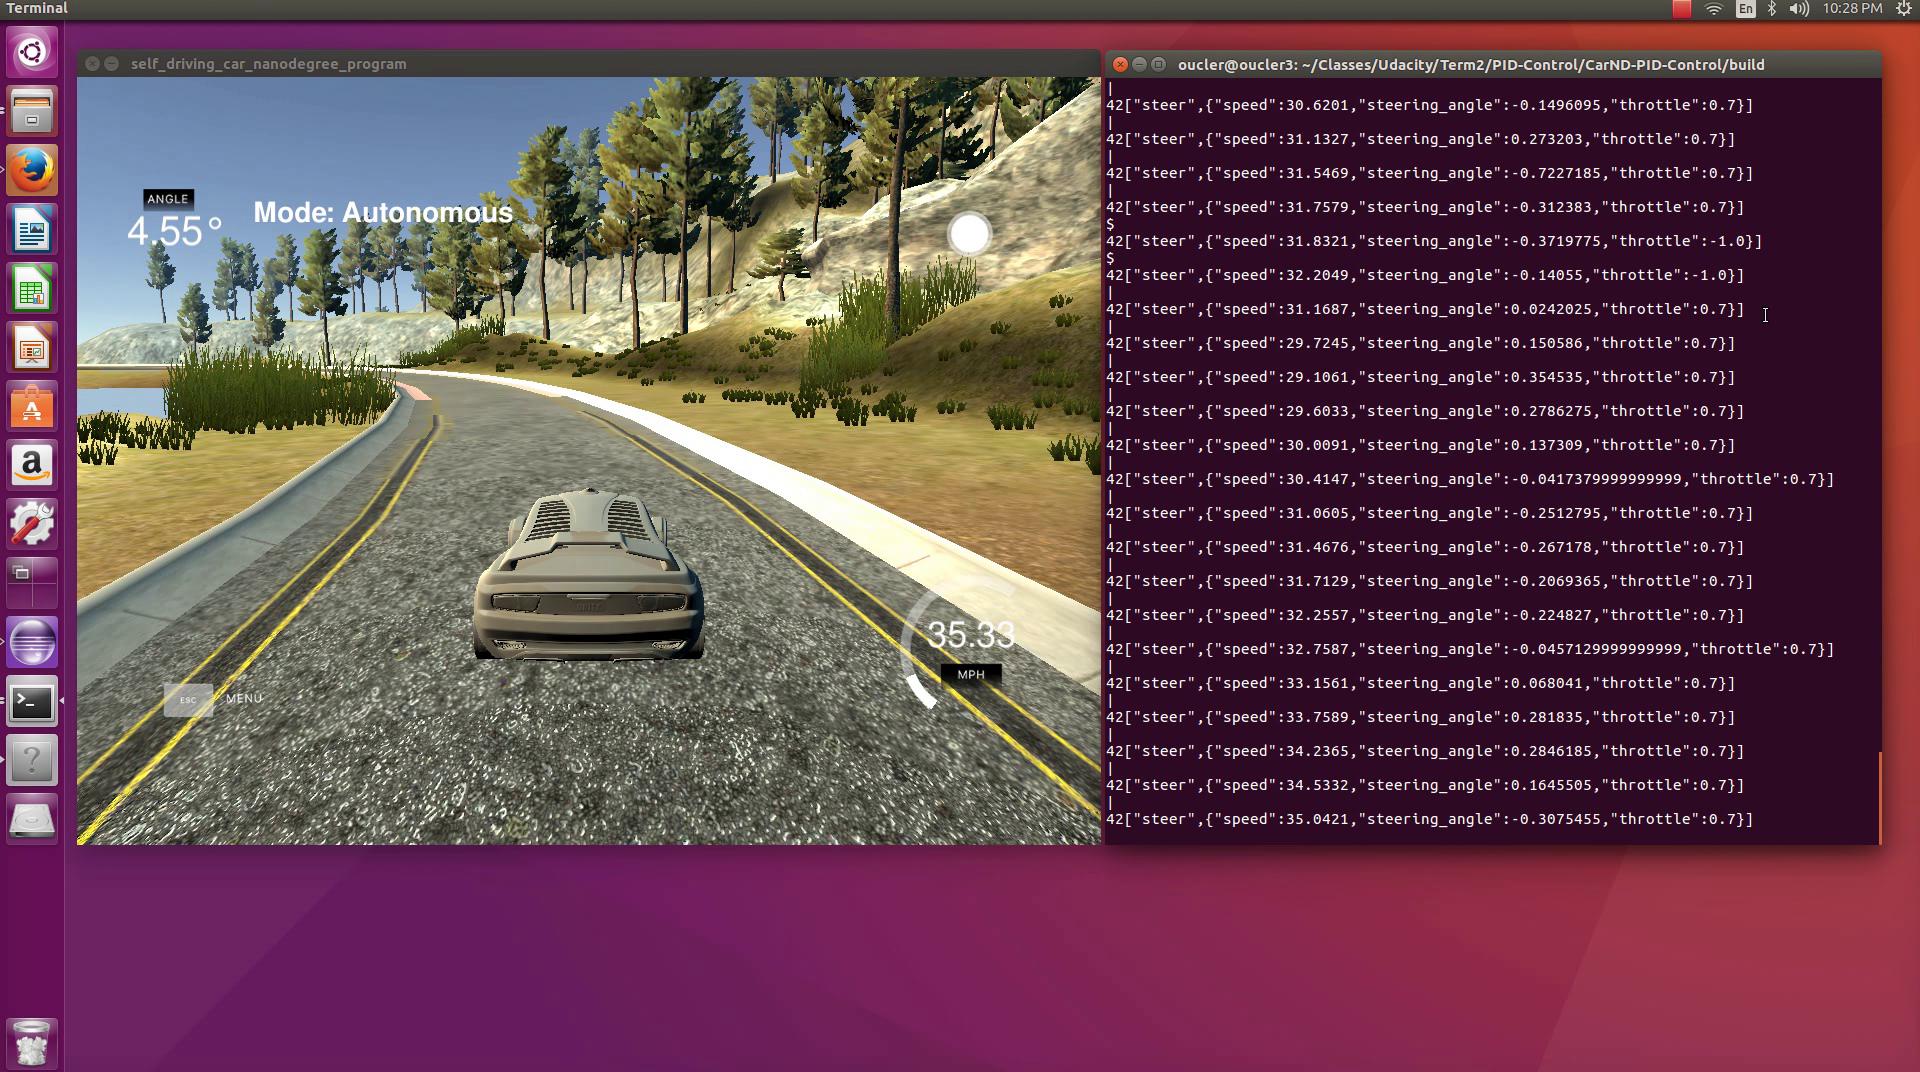 Terminal
En
10:28 PM
self_driving_car_nanodegree_program
ANGLE
4.55°
Mode: Autonomous
35.33
MPH
ESC
MENU
a
?
oucler@oucler3: ~/Classes/Udacity/Term2/PID-Control/CarND-PID-Control/build
|
42["steer",{"speed":30.6201,"steering_angle":-0.1496095,"throttle":0.7}]
|
42["steer",{"speed":31.1327,"steering_angle":0.273203,"throttle":0.7}]
|
42["steer",{"speed":31.5469,"steering_angle":-0.7227185,"throttle":0.7}]
|
42["steer",{"speed":31.7579,"steering_angle":-0.312383,"throttle":0.7}]
$
42["steer",{"speed":31.8321,"steering_angle":-0.3719775,"throttle":-1.0}]
$
42["steer",{"speed":32.2049,"steering_angle":-0.14055,"throttle":-1.0}]
|
42["steer",{"speed":31.1687,"steering_angle":0.0242025,"throttle":0.7}]
|
42["steer",{"speed":29.7245,"steering_angle":0.150586,"throttle":0.7}]
|
42["steer",{"speed":29.1061,"steering_angle":0.354535,"throttle":0.7}]
|
42["steer",{"speed":29.6033,"steering_angle":0.2786275,"throttle":0.7}]
|
42["steer",{"speed":30.0091,"steering_angle":0.137309,"throttle":0.7}]
|
42["steer",{"speed":30.4147,"steering_angle":-0.0417379999999999,"throttle":0.7}]
|
42["steer",{"speed":31.0605,"steering_angle":-0.2512795,"throttle":0.7}]
|
42["steer",{"speed":31.4676,"steering_angle":-0.267178,"throttle":0.7}]
|
42["steer",{"speed":31.7129,"steering_angle":-0.2069365,"throttle":0.7}]
|
42["steer",{"speed":32.2557,"steering_angle":-0.224827,"throttle":0.7}]
|
42["steer",{"speed":32.7587,"steering_angle":-0.0457129999999999,"throttle":0.7}]
|
42["steer",{"speed":33.1561,"steering_angle":0.068041,"throttle":0.7}]
|
42["steer",{"speed":33.7589,"steering_angle":0.281835,"throttle":0.7}]
|
42["steer",{"speed":34.2365,"steering_angle":0.2846185,"throttle":0.7}]
|
42["steer",{"speed":34.5332,"steering_angle":0.1645505,"throttle":0.7}]
|
42["steer",{"speed":35.0421,"steering_angle":-0.3075455,"throttle":0.7}]